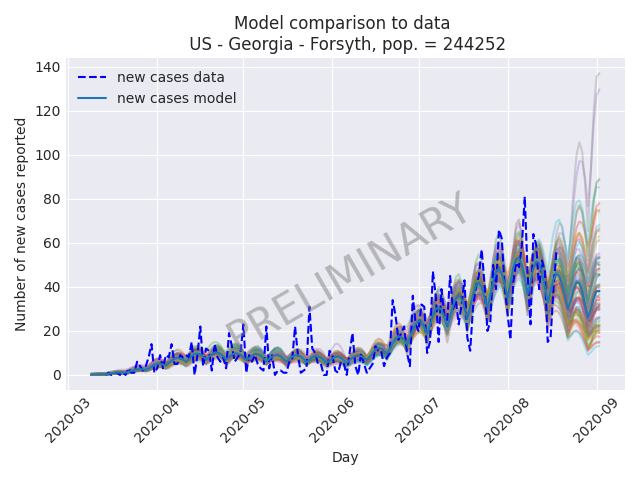 Model comparison to data
US - Georgia - Forsyth, pop. = 244252
new cases data
new cases model
Number of new cases reported
140
120
100
80
60
40
20
0
PRELIMINARY
2020-03
2020-04
2020-05
2020-06
2020-07
2020-08
2020-09
Day